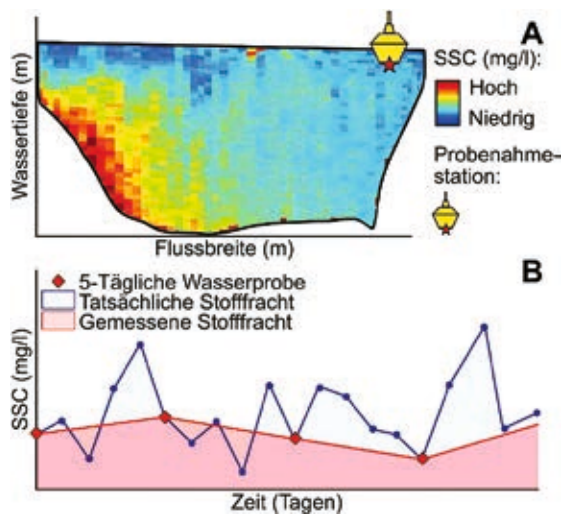 A
SSC (mg/l):
Hoch
Niedrig
Probenahme-
station:
Wassertiefe (m)
Flussbreite (m)
B
5-Tägliche Wasserprobe
Tatsächliche Stofffracht
Gemessene Stofffracht
SSC (mg/l)
Zeit (Tagen)